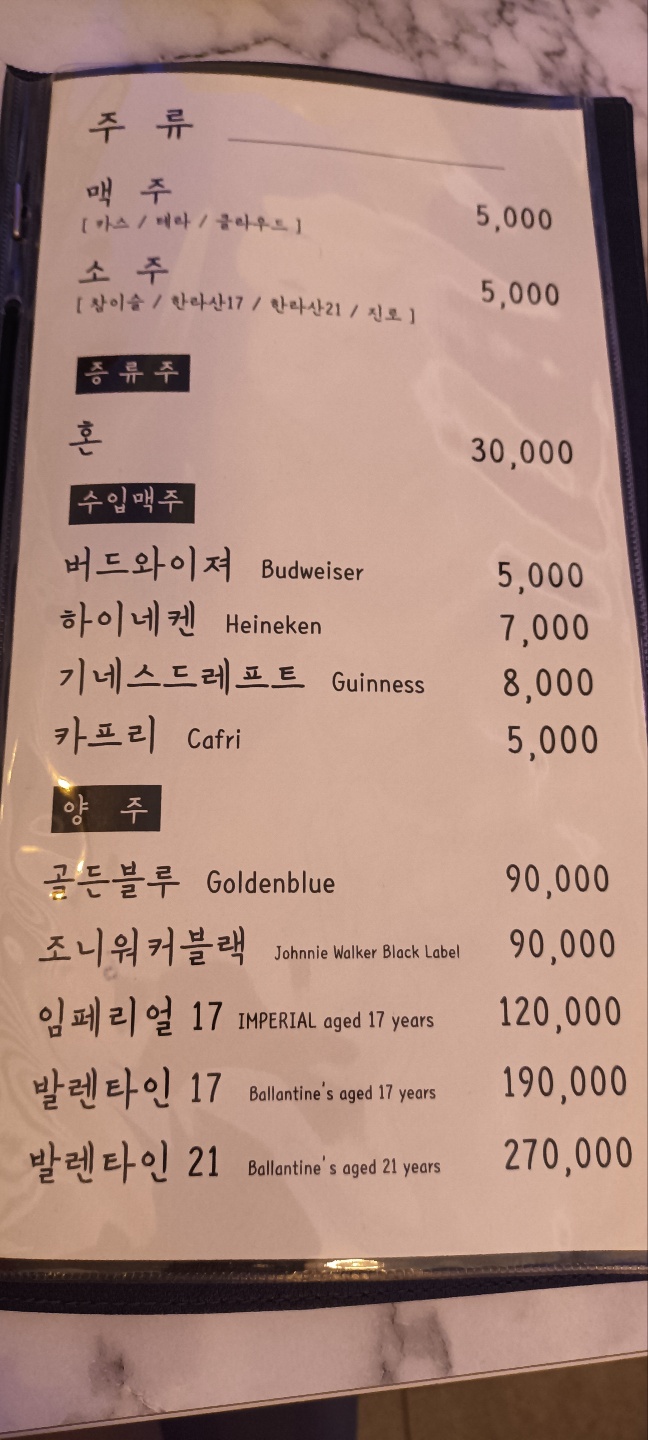 주 류
맥 주
[ 카스 / 테라 / 클라우드 ] 5,000
소 주
[ 참이슬 / 한라산17 / 한라산21 / 진로 ] 5,000
증류주
혼 30,000
수입맥주
버드와이져 Budweiser 5,000
하이네켄 Heineken 7,000
기네스드레프트 Guinness 8,000
카프리 Cafri 5,000
양 주
골든블루 Goldenblue 90,000
조니워커블랙 Johnnie Walker Black Label 90,000
임페리얼 17 IMPERIAL aged 17 years 120,000
발렌타인 17 Ballantine's aged 17 years 190,000
발렌타인 21 Ballantine's aged 21 years 270,000